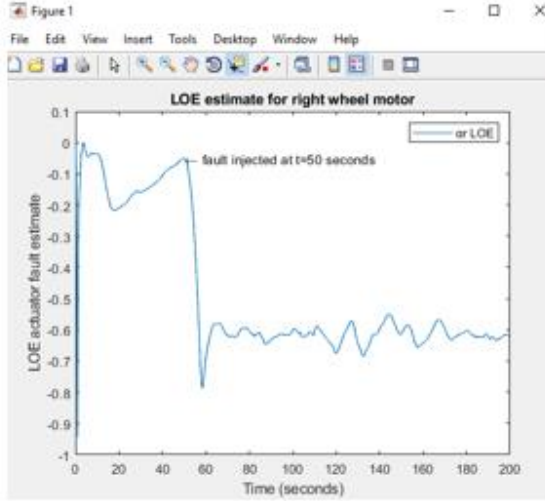 Figure 1
File Edit View Insert Tools Desktop Window Help
LOE estimate for right wheel motor
αr LOE
fault injected at t=50 seconds
LOE actuator fault estimate
0.1
0
-0.1
-0.2
-0.3
-0.4
-0.5
-0.6
-0.7
-0.8
-0.9
-1
0 20 40 60 80 100 120 140 160 180 200
Time (seconds)